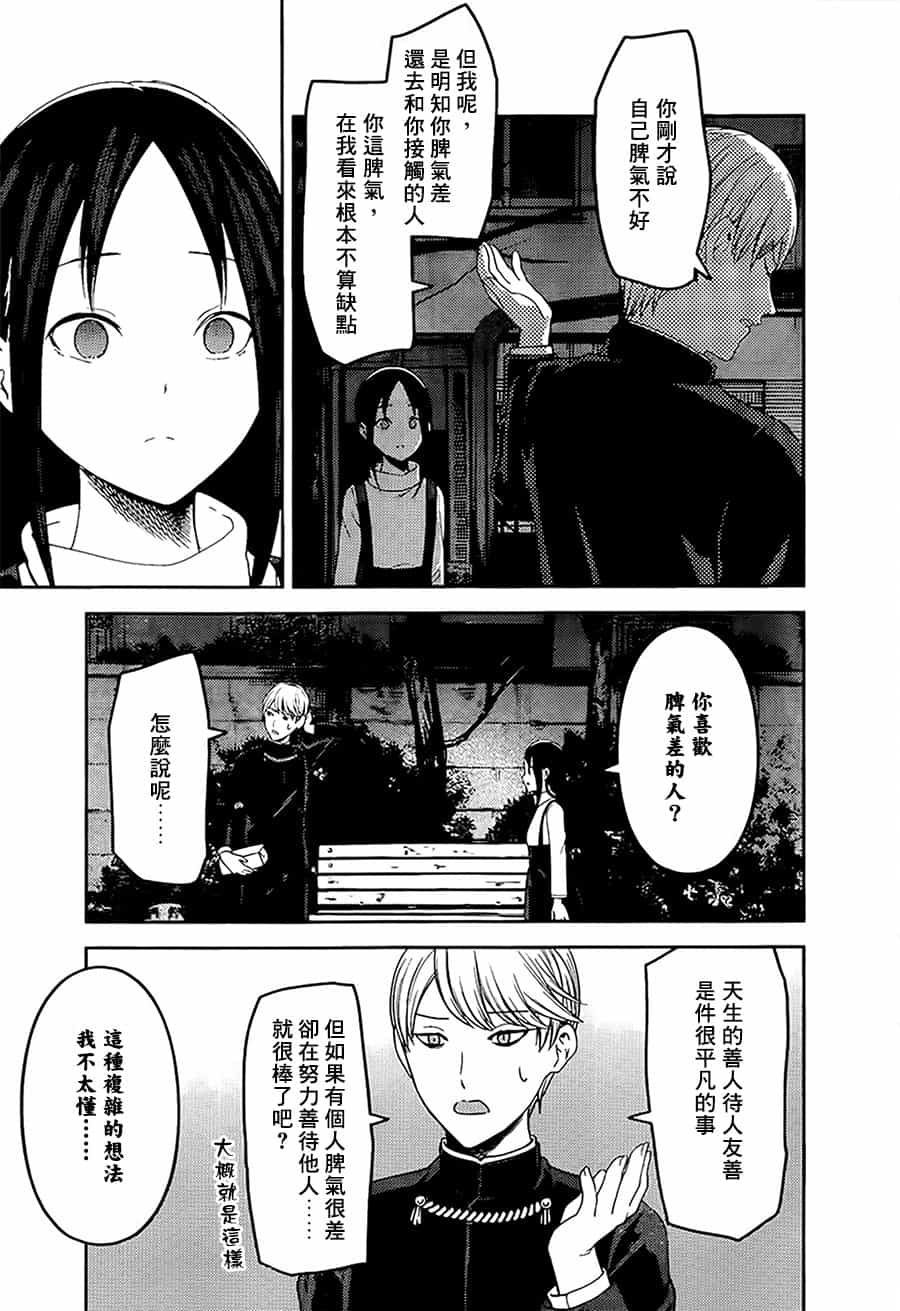 你剛才說
自己脾氣不好
但我呢，
是明知你脾氣差
還去和你接觸的人
你這脾氣，
在我看來根本不算缺點
你喜歡
脾氣差的人？
怎麼說呢……
天生的善人待人友善
是件很平凡的事
但如果有個人脾氣很差
卻在努力善待他人……
就很棒了吧？
大概就是這樣
這種複雜的想法
我不太懂……